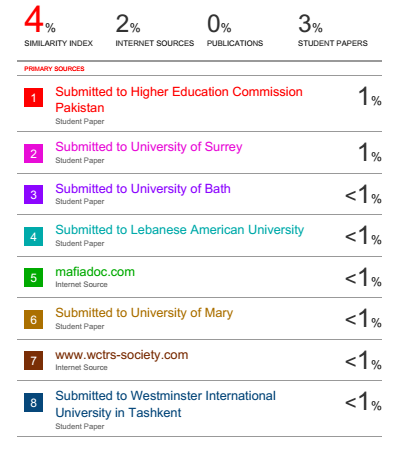 4% 2% 0% 3%
SIMILARITY INDEX INTERNET SOURCES PUBLICATIONS STUDENT PAPERS
PRIMARY SOURCES
1 Submitted to Higher Education Commission 1%
Pakistan
Student Paper
2 Submitted to University of Surrey 1%
Student Paper
3 Submitted to University of Bath <1%
Student Paper
4 Submitted to Lebanese American University <1%
Student Paper
5 mafiadoc.com <1%
Internet Source
6 Submitted to University of Mary <1%
Student Paper
7 www.wctrs-society.com <1%
Internet Source
8 Submitted to Westminster International <1%
University in Tashkent
Student Paper